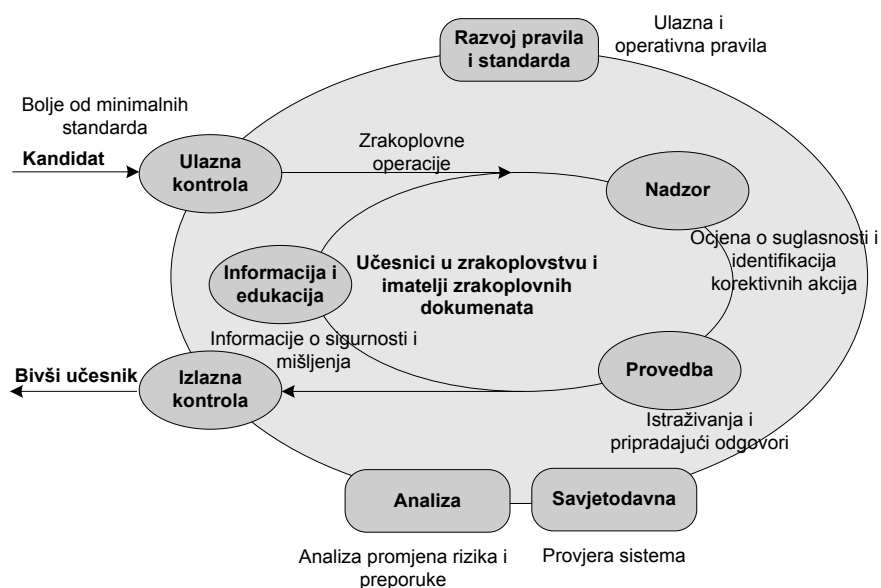 Razvoj pravila
i standarda
Ulazna i
operativna pravila
Bolje od minimalnih
standarda
Kandidat
Ulazna
kontrola
Zrakoplovne
operacije
Nadzor
Ocjena o suglasnosti i
identifikacija
korektivnih akcija
Informacija i
edukacija
Učesnici u zrakoplovstvu i
imatelji zrakoplovnih
dokumenata
Informacije o sigurnosti i
mišljenja
Bivši učesnik
Izlazna
kontrola
Provedba
Istraživanja i
pripradajući odgovori
Analiza
Savjetodavna
Analiza promjena rizika i
preporuke
Provjera sistema